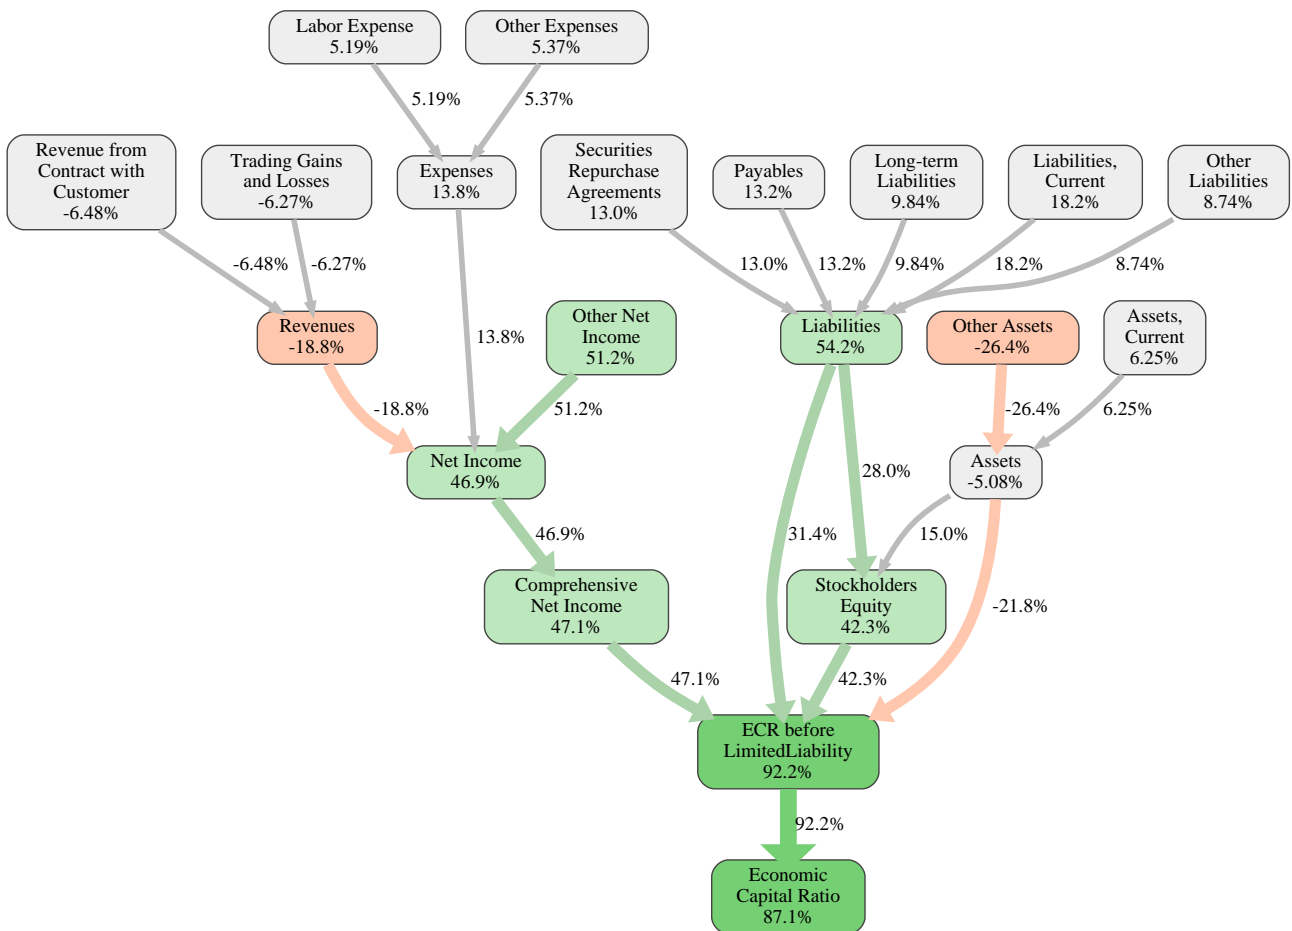 Labor Expense
5.19%
Other Expenses
5.37%
5.19%
5.37%
Revenue from
Contract with
Customer
-6.48%
Trading Gains
and Losses
-6.27%
Expenses
13.8%
Securities
Repurchase
Agreements
13.0%
Payables
13.2%
Long-term
Liabilities
9.84%
Liabilities,
Current
18.2%
Other
Liabilities
8.74%
-6.48%
-6.27%
13.0%
13.2%
9.84%
18.2%
8.74%
Revenues
-18.8%
13.8%
Other Net
Income
51.2%
Liabilities
54.2%
Other Assets
-26.4%
Assets,
Current
6.25%
-18.8%
51.2%
-26.4%
6.25%
Net Income
46.9%
28.0%
Assets
-5.08%
46.9%
31.4%
15.0%
Comprehensive
Net Income
47.1%
Stockholders
Equity
42.3%
-21.8%
47.1%
42.3%
ECR before
LimitedLiability
92.2%
92.2%
Economic
Capital Ratio
87.1%